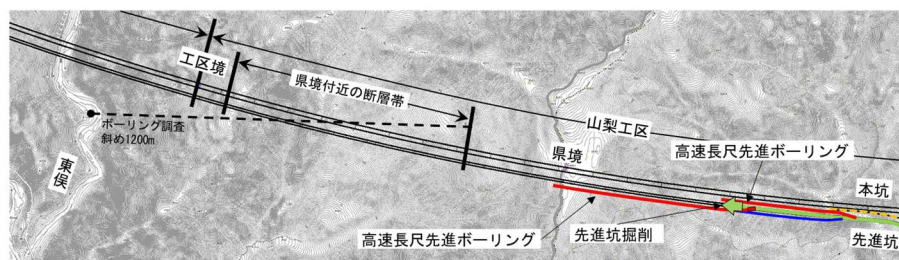 工区境
県境付近の断層帯
ボーリング調査
斜め1200m
東俣
山梨工区
県境
高速長尺先進ボーリング
本坑
高速長尺先進ボーリング
先進坑掘削
先進坑